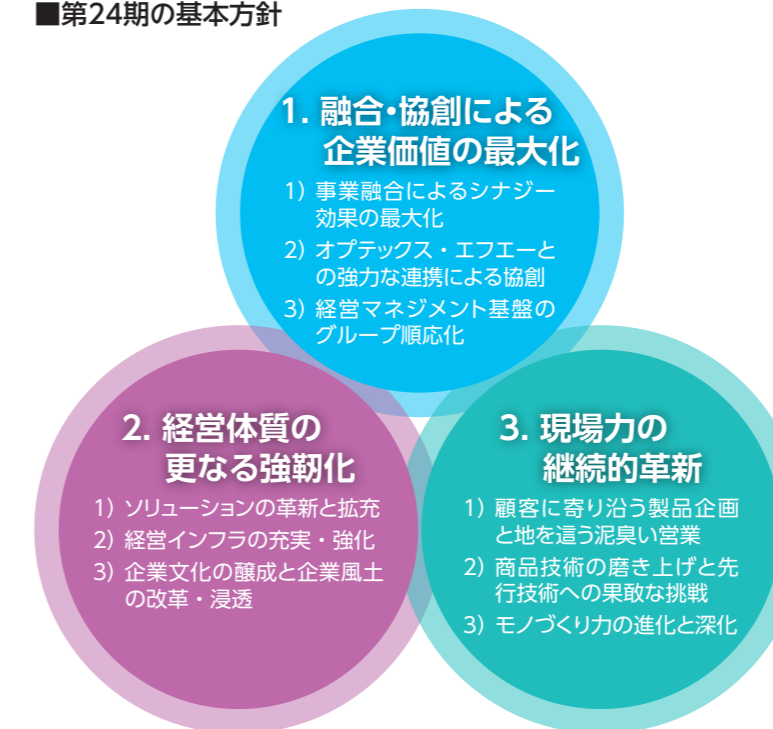 ■第24期の基本方針
1. 融合・協創による
企業価値の最大化
1) 事業融合によるシナジー
効果の最大化
2) オプテックス・エフエーと
の強力な連携による協創
3) 経営マネジメント基盤の
グループ順応化
2. 経営体質の
更なる強靭化
1) ソリューションの革新と拡充
2) 経営インフラの充実・強化
3) 企業文化の醸成と企業風土
の改革・浸透
3. 現場力の
継続的革新
1) 顧客に寄り沿う製品企画
と地を這う泥臭い営業
2) 商品技術の磨き上げと先
行技術への果敢な挑戦
3) モノづくり力の進化と深化